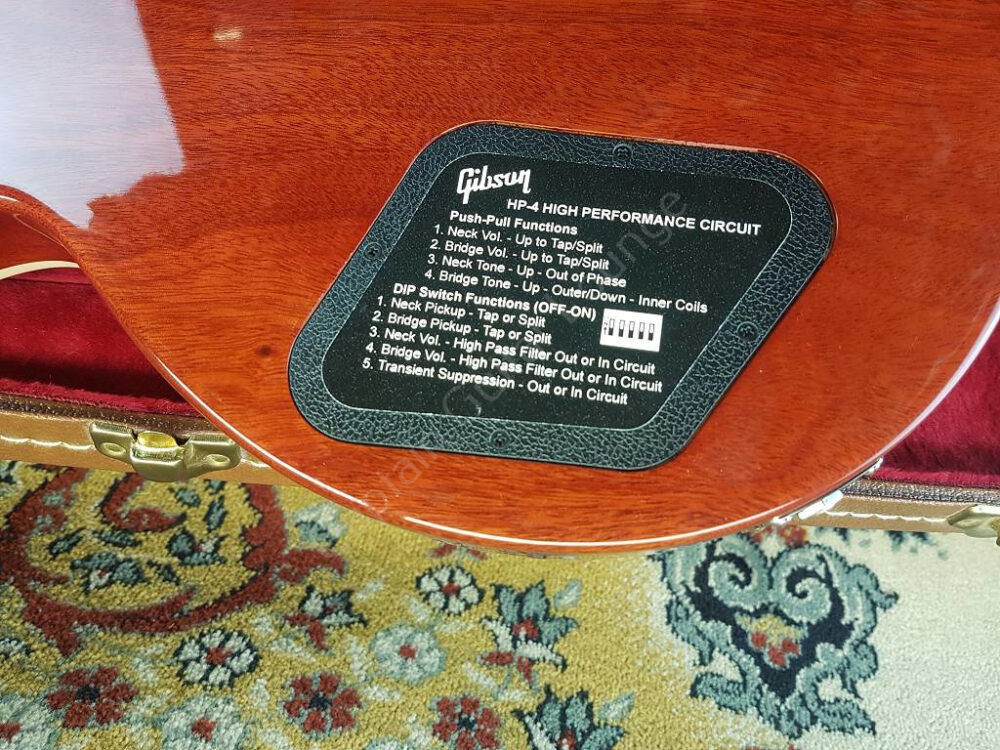 Gibson
HP-4 HIGH PERFORMANCE CIRCUIT
Push-Pull Functions
1. Neck Vol. - Up to Tap/Split
2. Bridge Vol. - Up to Tap/Split
3. Neck Tone - Up - Out of Phase
4. Bridge Tone - Up - Outer/Down - Inner Coils
DIP Switch Functions (OFF-ON)
1. Neck Pickup - Tap or Split
2. Bridge Pickup - Tap or Split
3. Neck Vol. - High Pass Filter Out or In Circuit
4. Bridge Vol. - High Pass Filter Out or In Circuit
5. Transient Suppression - Out or In Circuit